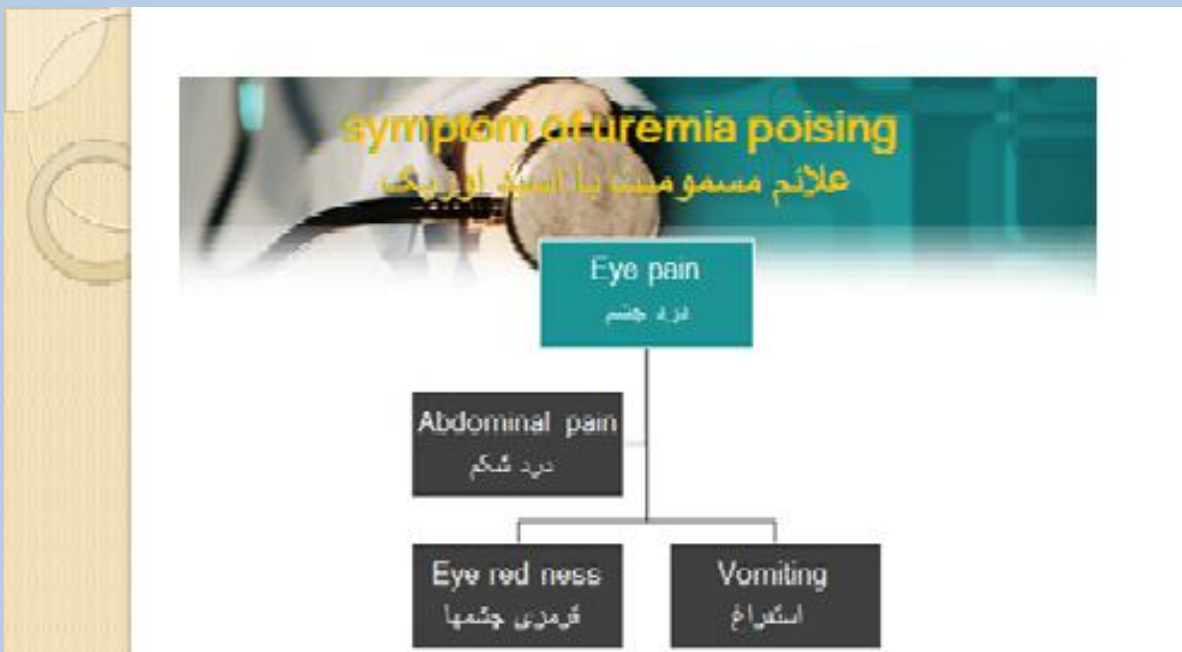 symptom of uremia poising
علائم مسمومیت با اسید اوریک
Eye pain
درد چشم
Abdominal pain
درد شکم
Eye red ness
قرمزی چشمها
Vomiting
استفراغ